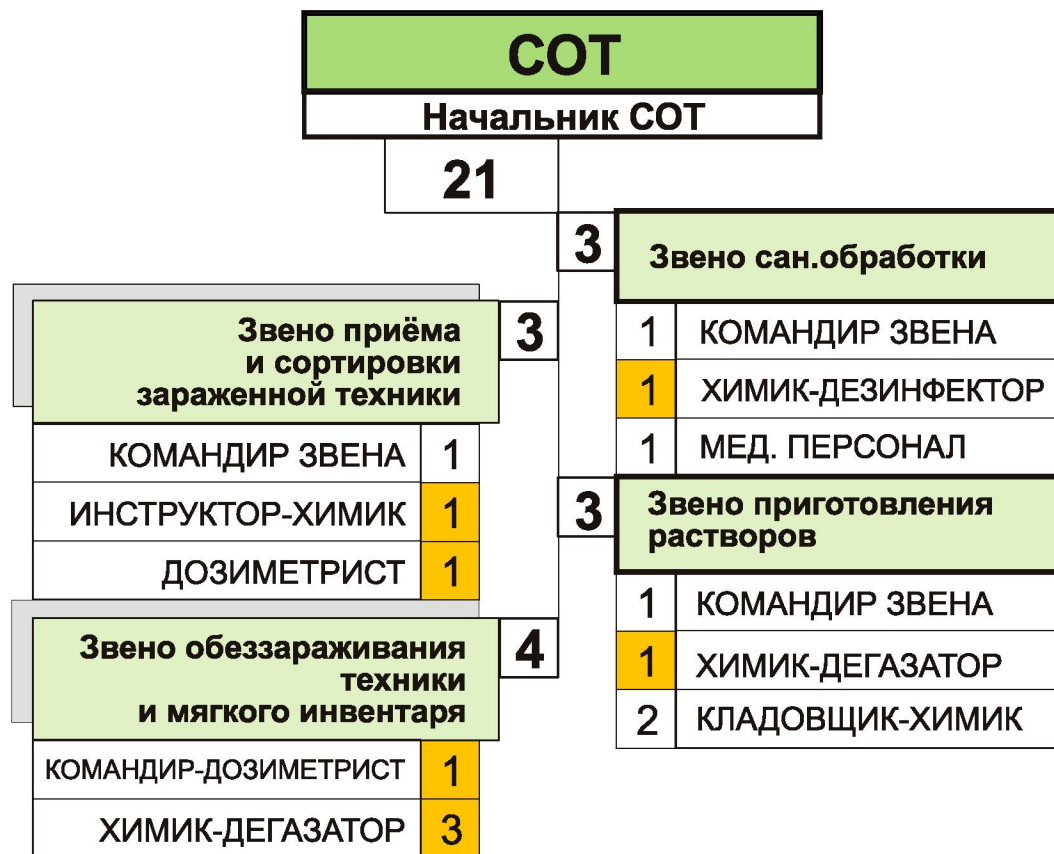 СОТ
Начальник СОТ
21
3
Звено сан.обработки
1 КОМАНДИР ЗВЕНА
1 ХИМИК-ДЕЗИНФЕКТОР
1 МЕД. ПЕРСОНАЛ
Звено приёма
и сортировки
зараженной техники
3
КОМАНДИР ЗВЕНА 1
ИНСТРУКТОР-ХИМИК 1
ДОЗИМЕТРИСТ 1
3
Звено приготовления
растворов
1 КОМАНДИР ЗВЕНА
1 ХИМИК-ДЕГАЗАТОР
2 КЛАДОВЩИК-ХИМИК
Звено обеззараживания
техники
и мягкого инвентаря
4
КОМАНДИР-ДОЗИМЕТРИСТ 1
ХИМИК-ДЕГАЗАТОР 3